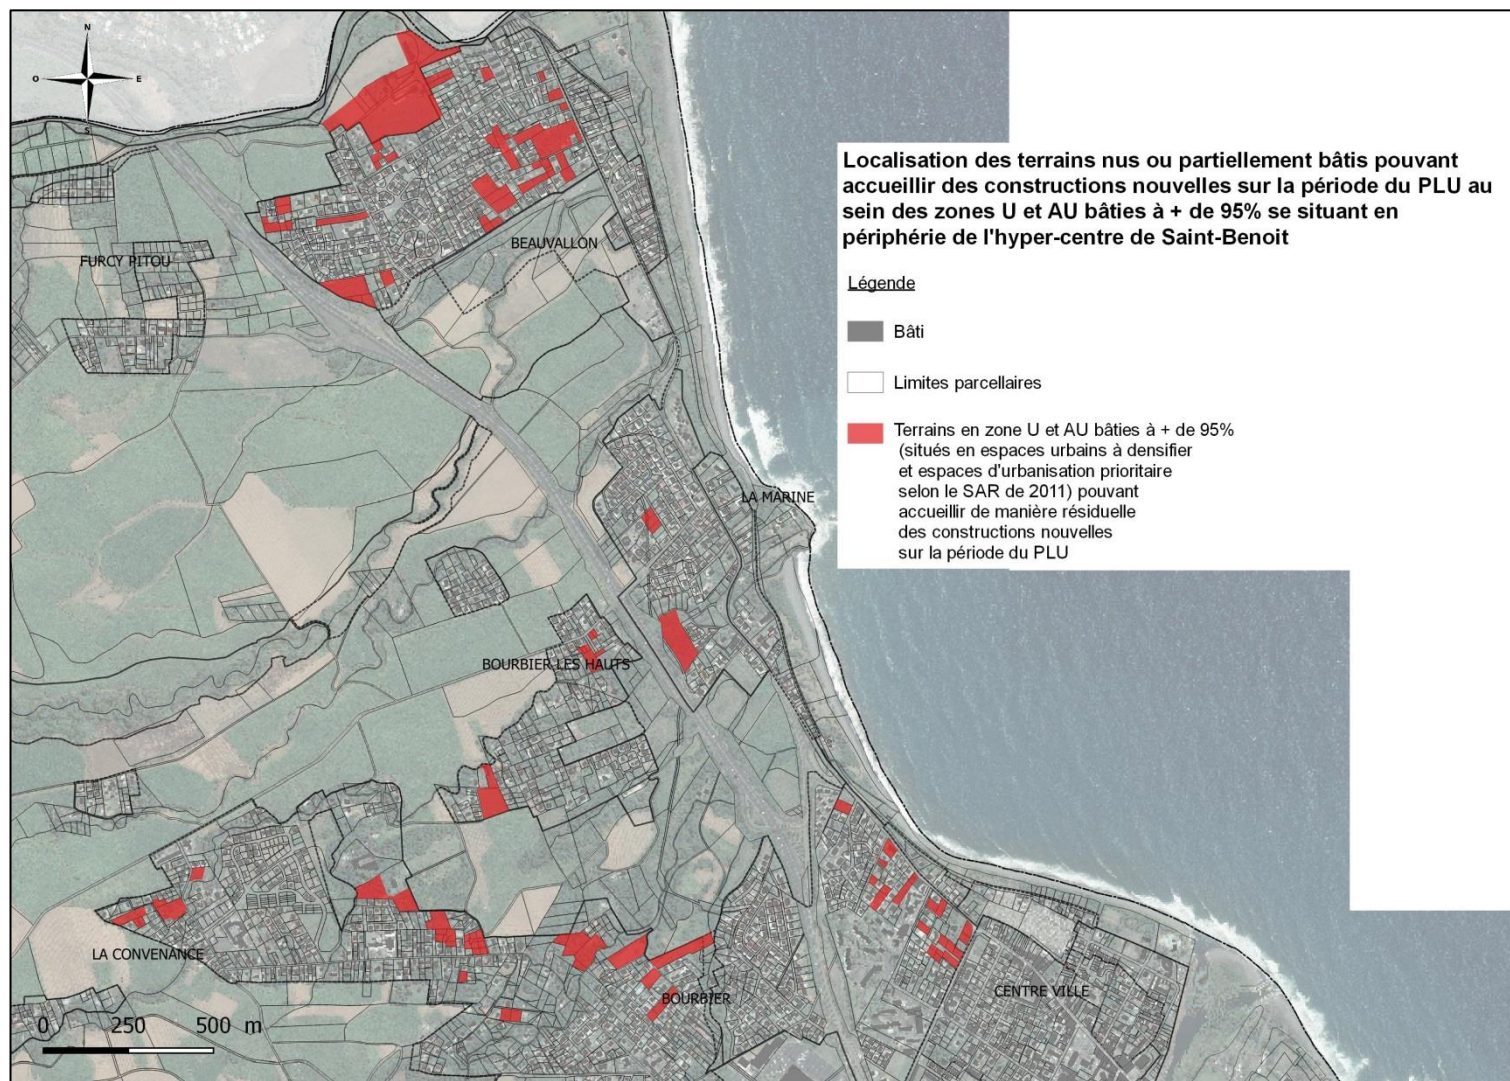 N
O
E
S
Localisation des terrains nus ou partiellement bâtis pouvant
accueillir des constructions nouvelles sur la période du PLU au
sein des zones U et AU bâties à + de 95% se situant en
périphérie de l'hyper-centre de Saint-Benoit
Légende
Bâti
Limites parcellaires
Terrains en zone U et AU bâties à + de 95%
(situés en espaces urbains à densifier
et espaces d'urbanisation prioritaire
selon le SAR de 2011) pouvant
accueillir de manière résiduelle
des constructions nouvelles
sur la période du PLU
BEAUVALLON
FURCY PITOU
LA MARINE
BOURBIER LES HAUTS
LA CONVENANCE
BOURBIER
CENTRE VILLE
0 250 500 m